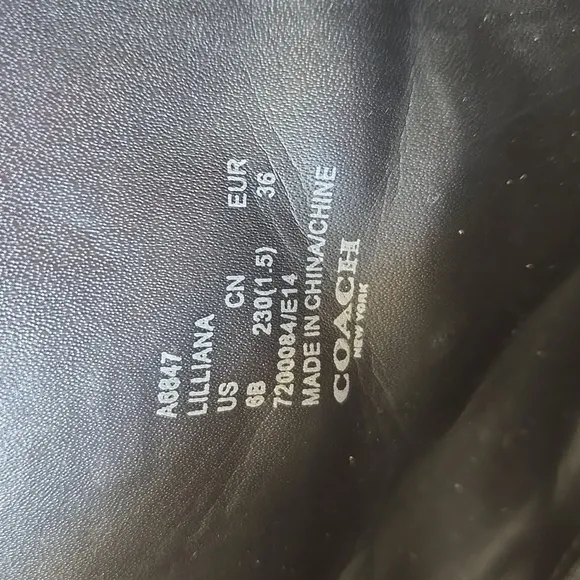 A6847
LILLIANA
US CN EUR
6B 230(1.5) 36
7200084/E14
MADE IN CHINA/CHINE
COACH
NEW YORK